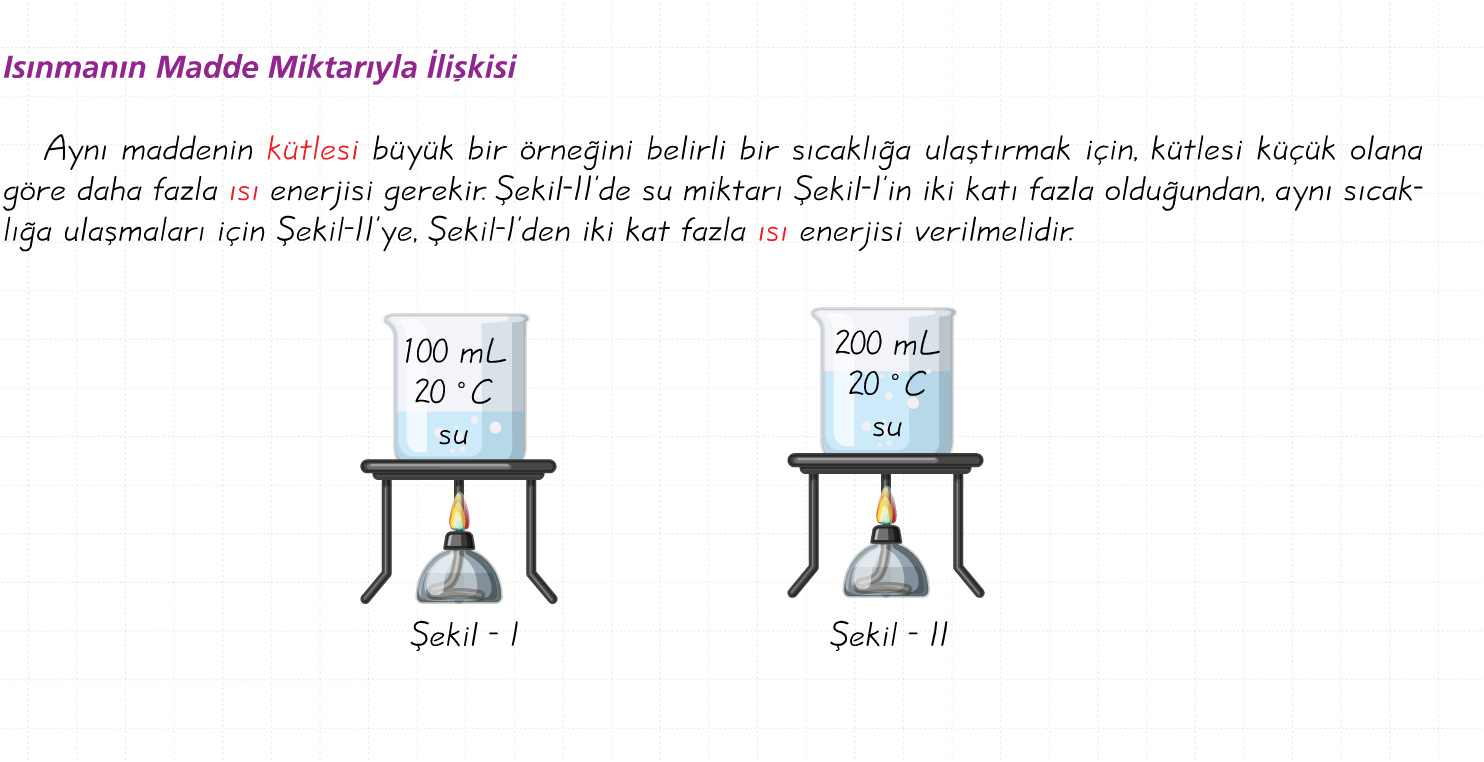 Isınmanın Madde Miktarıyla İlişkisi
Aynı maddenin kütlesi büyük bir örneğini belirli bir sıcaklığa ulaştırmak için, kütlesi küçük olana
göre daha fazla ısı enerjisi gerekir. Şekil-II'de su miktarı Şekil-I'in iki katı fazla olduğundan, aynı sıcak-
lığa ulaşmaları için Şekil-II'ye, Şekil-I'den iki kat fazla ısı enerjisi verilmelidir.
100 mL
20 °C
su
Şekil - I
200 mL
20 °C
su
Şekil - II